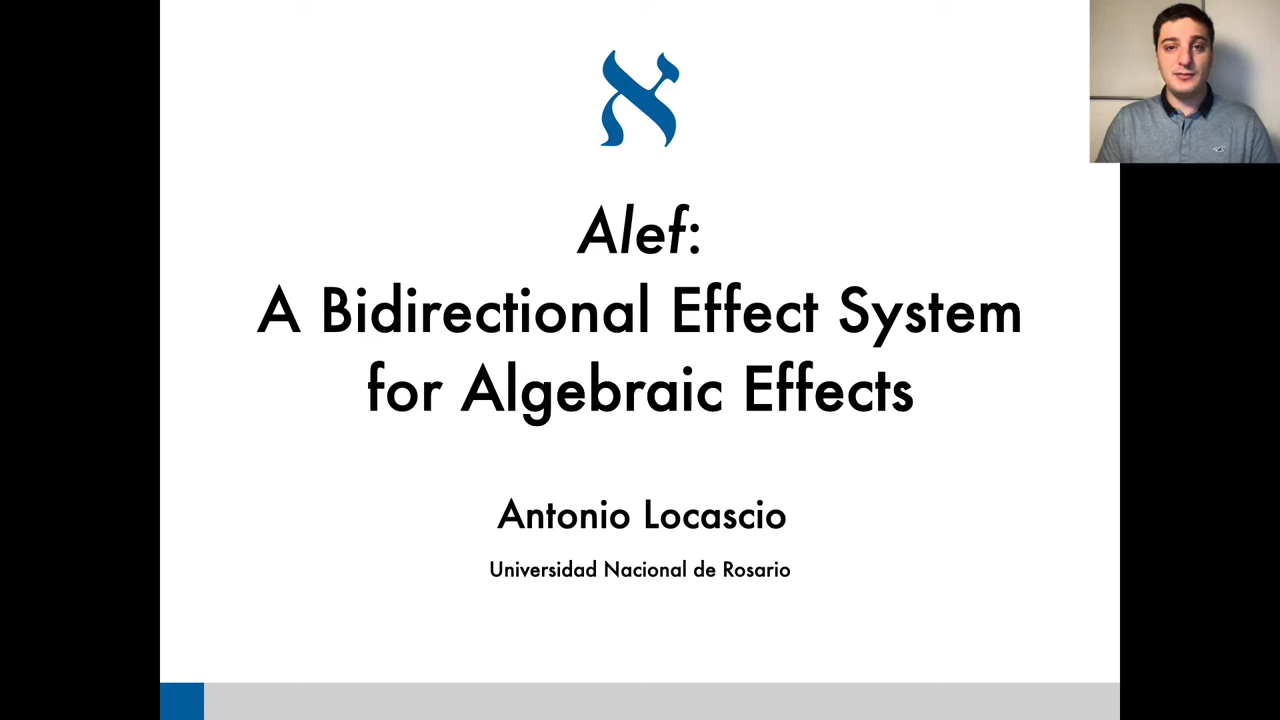 א
Alef:
A Bidirectional Effect System
for Algebraic Effects
Antonio Locascio
Universidad Nacional de Rosario